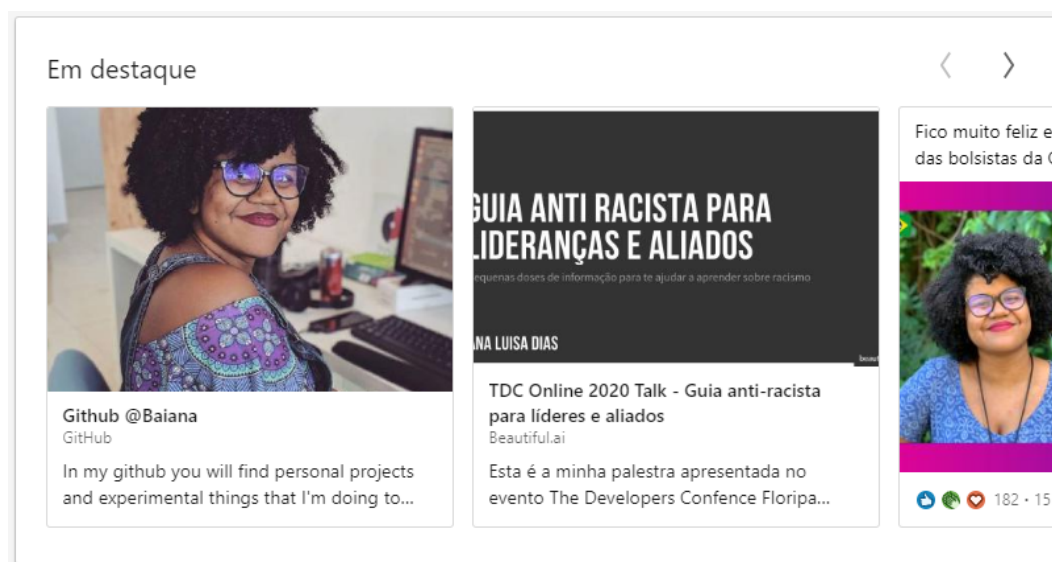 Em destaque
Github @Baiana
GitHub
In my github you will find personal projects
and experimental things that I'm doing to...
GUIA ANTI RACISTA PARA
LIDERANÇAS E ALIADOS
equenas doses de informação para te ajudar a aprender sobre racismo
NA LUISA DIAS
beaut
TDC Online 2020 Talk - Guia anti-racista
para líderes e aliados
Beautiful.ai
Esta é a minha palestra apresentada no
evento The Developers Confence Floripa...
Fico muito feliz e
das bolsistas da
182 · 15